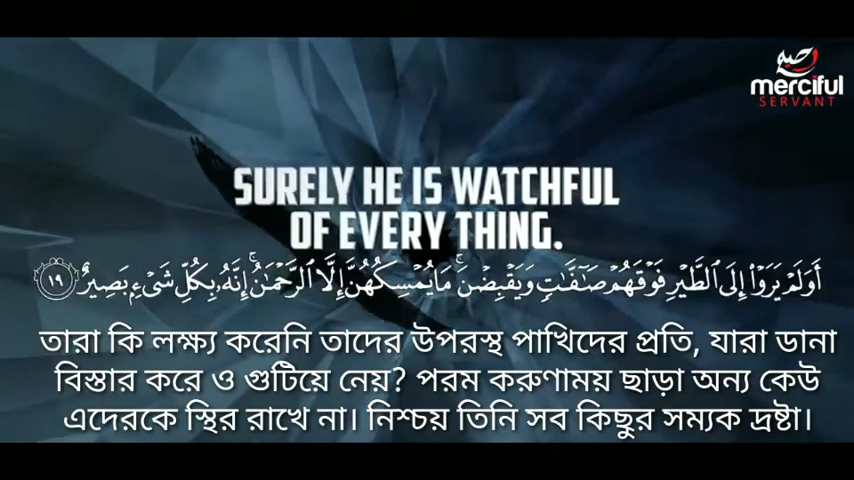 رحيم
merciful
SERVANT
SURELY HE IS WATCHFUL
OF EVERY THING.
أَوَلَمْ يَرَوْا۟ إِلَى ٱلطَّيْرِ فَوْقَهُمْ صَـٰٓفَّـٰتٍ وَيَقْبِضْنَ ۚ مَا يُمْسِكُهُنَّ إِلَّا ٱلرَّحْمَـٰنُ ۚ إِنَّهُۥ بِكُلِّ شَىْءٍۭ بَصِيرٌ ١٩
তারা কি লক্ষ্য করেনি তাদের উপরস্থ পাখিদের প্রতি, যারা ডানা
বিস্তার করে ও গুটিয়ে নেয়? পরম করুণাময় ছাড়া অন্য কেউ
এদেরকে স্থির রাখে না। নিশ্চয় তিনি সব কিছুর সম্যক দ্রষ্টা।